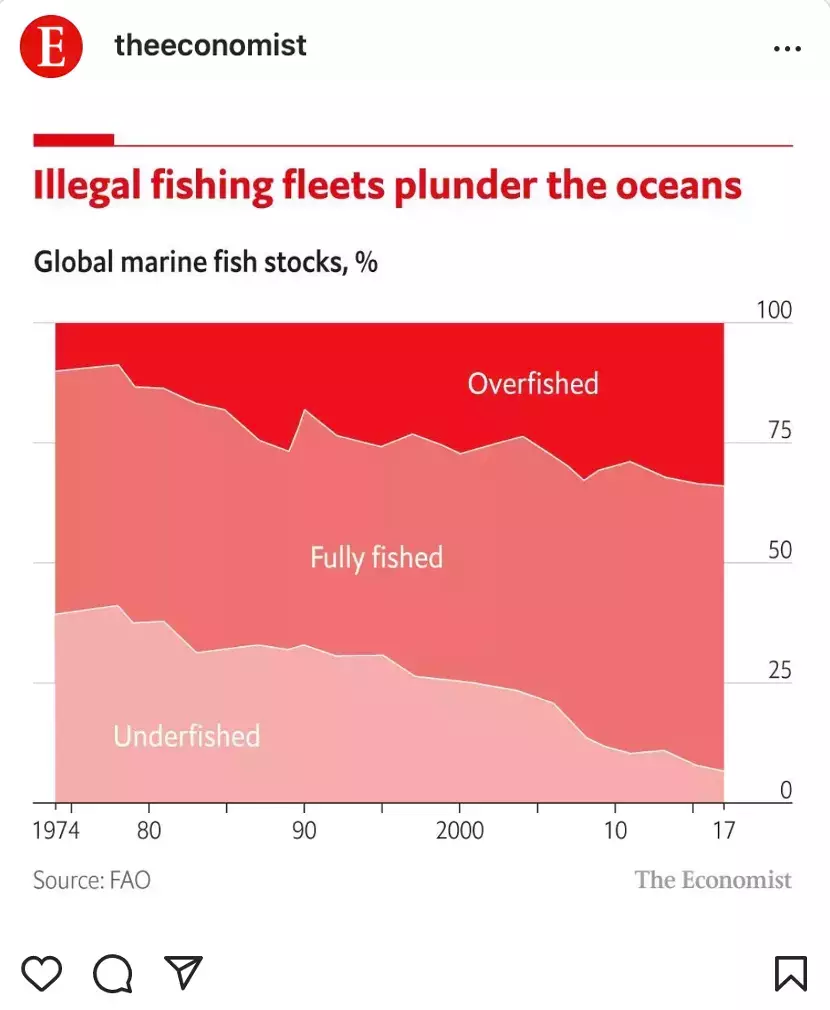 E theeconomist
Illegal fishing fleets plunder the oceans
Global marine fish stocks, %
100
Overfished
75
50
Fully fished
25
Underfished
0
1974 80 90 2000 10 17
Source: FAO The Economist